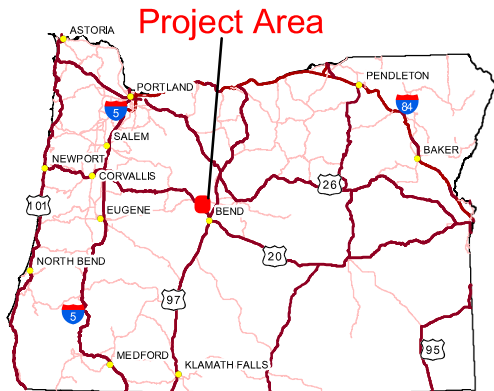 Project Area
ASTORIA
PORTLAND
PENDLETON
84
5
SALEM
BAKER
NEWPORT
CORVALLIS
26
101
EUGENE
BEND
20
NORTH BEND
97
5
95
MEDFORD
KLAMATH FALLS